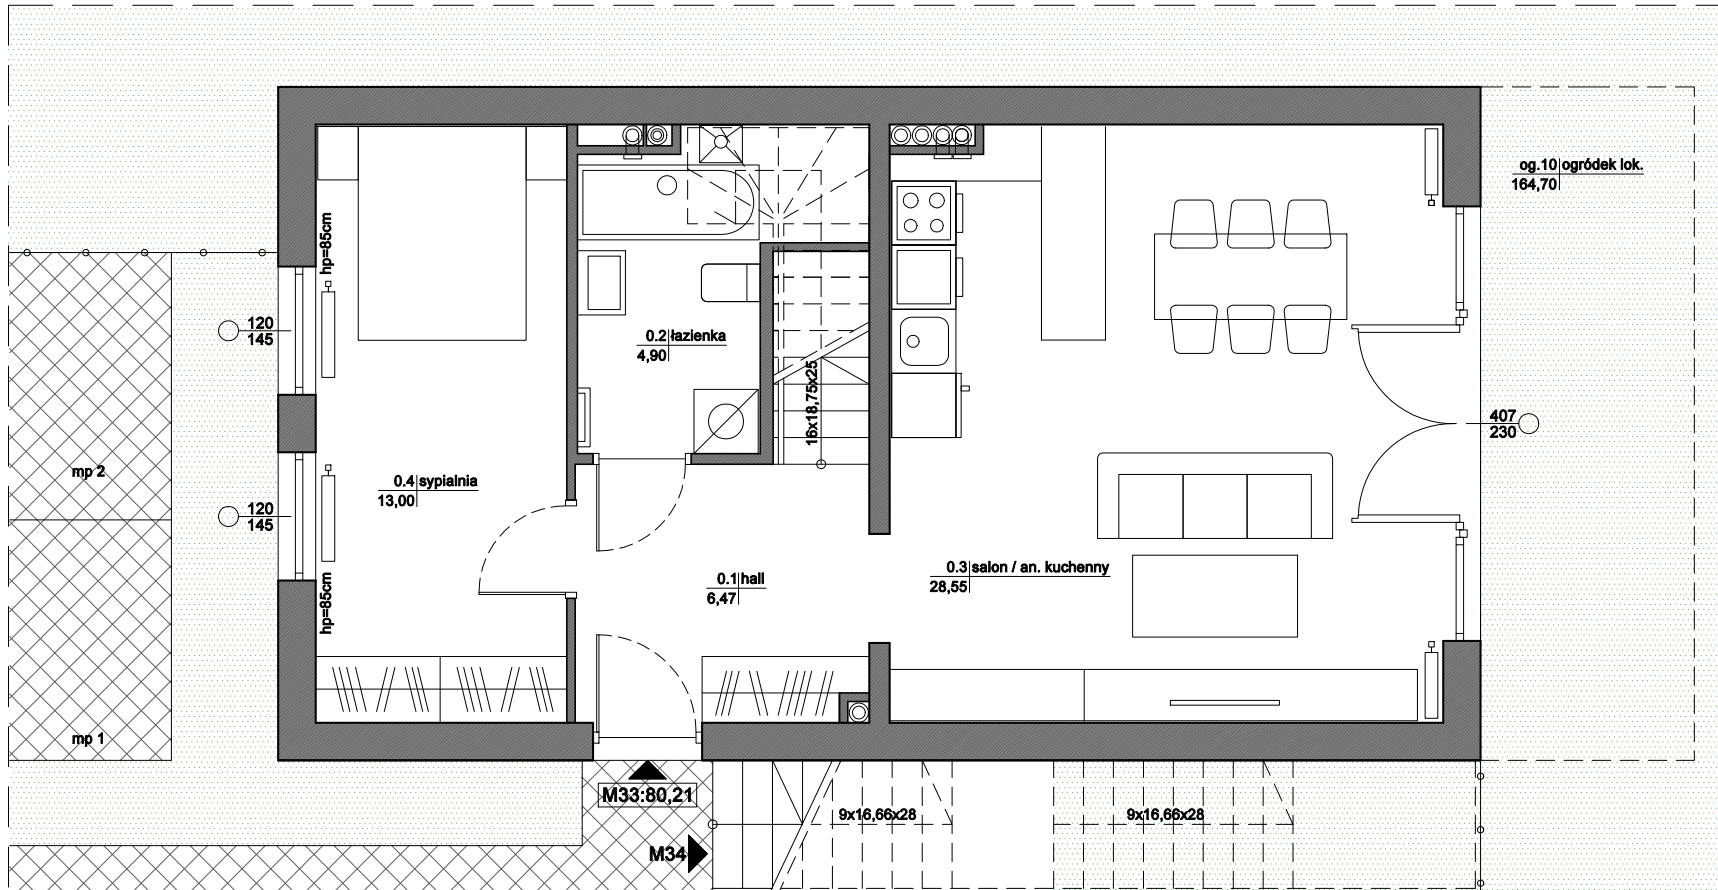 og.10 ogródek lok.
164,70
hp=85cm
120
145
0.2 łazienka
4,90
16x18,75x25
407
230
mp 2
0.4 sypialnia
13,00
120
145
0.1 hall
6,47
0.3 salon / an. kuchenny
28,55
hp=85cm
mp 1
M33:80,21
9x16,66x28
9x16,66x28
M34